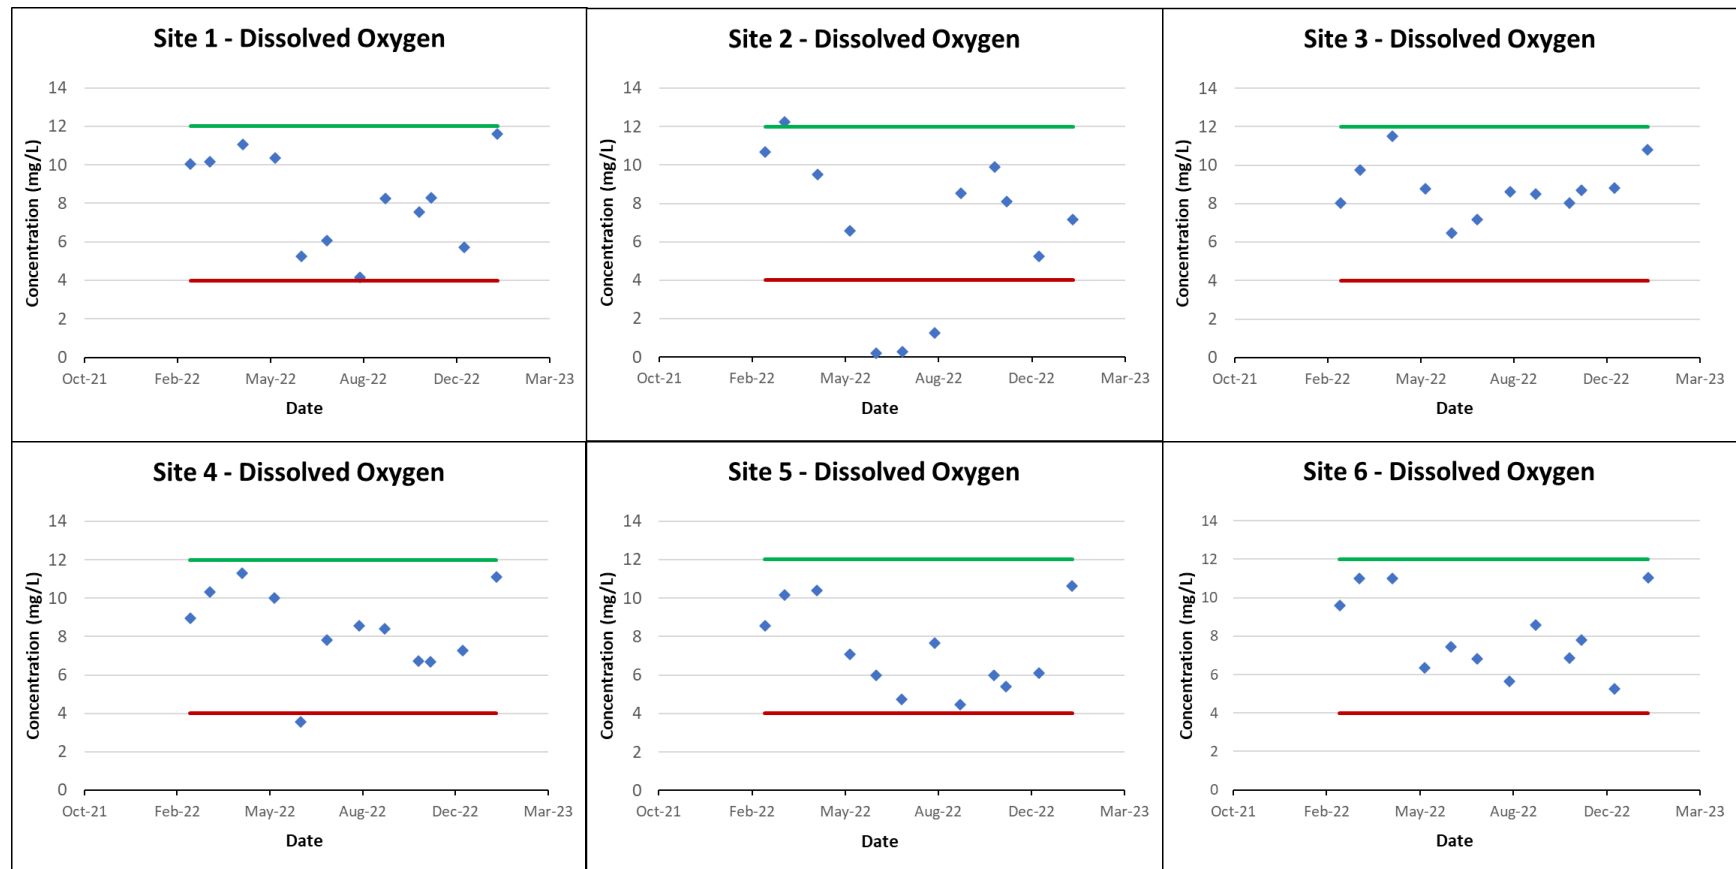 Site 1 - Dissolved Oxygen
Concentration (mg/L)
14
12
10
8
6
4
2
0
Oct-21 Feb-22 May-22 Aug-22 Dec-22 Mar-23
Date
Site 2 - Dissolved Oxygen
Concentration (mg/L)
14
12
10
8
6
4
2
0
Oct-21 Feb-22 May-22 Aug-22 Dec-22 Mar-23
Date
Site 3 - Dissolved Oxygen
Concentration (mg/L)
14
12
10
8
6
4
2
0
Oct-21 Feb-22 May-22 Aug-22 Dec-22 Mar-23
Date
Site 4 - Dissolved Oxygen
Concentration (mg/L)
14
12
10
8
6
4
2
0
Oct-21 Feb-22 May-22 Aug-22 Dec-22 Mar-23
Date
Site 5 - Dissolved Oxygen
Concentration (mg/L)
14
12
10
8
6
4
2
0
Oct-21 Feb-22 May-22 Aug-22 Dec-22 Mar-23
Date
Site 6 - Dissolved Oxygen
Concentration (mg/L)
14
12
10
8
6
4
2
0
Oct-21 Feb-22 May-22 Aug-22 Dec-22 Mar-23
Date